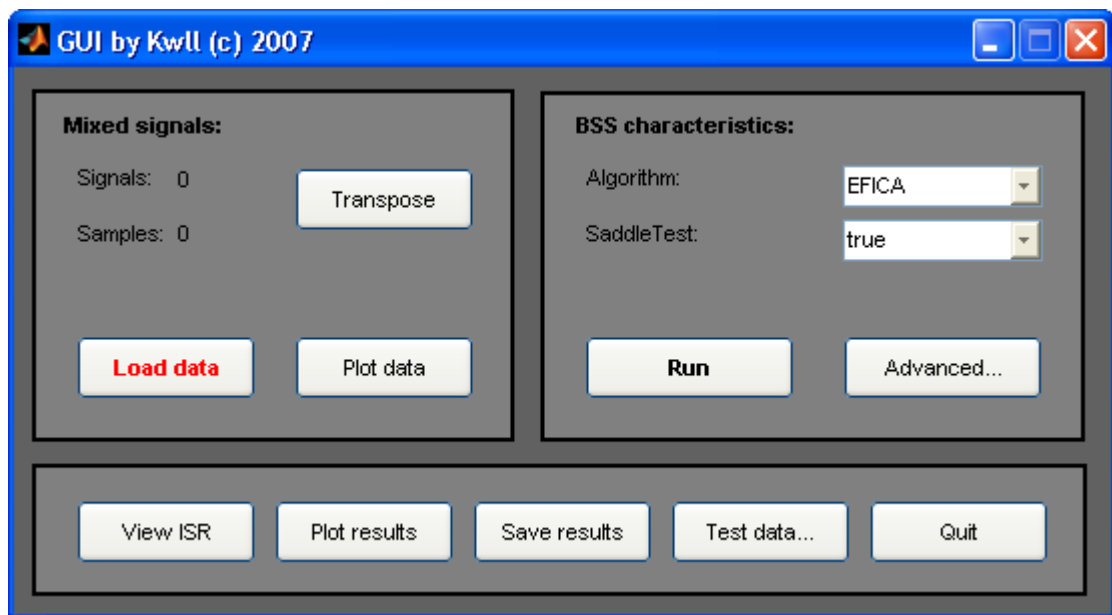 GUI by Kwll (c) 2007
Mixed signals:
Signals: 0
Transpose
Samples: 0
Load data
Plot data
BSS characteristics:
Algorithm:
EFICA
SaddleTest:
true
Run
Advanced...
View ISR
Plot results
Save results
Test data...
Quit